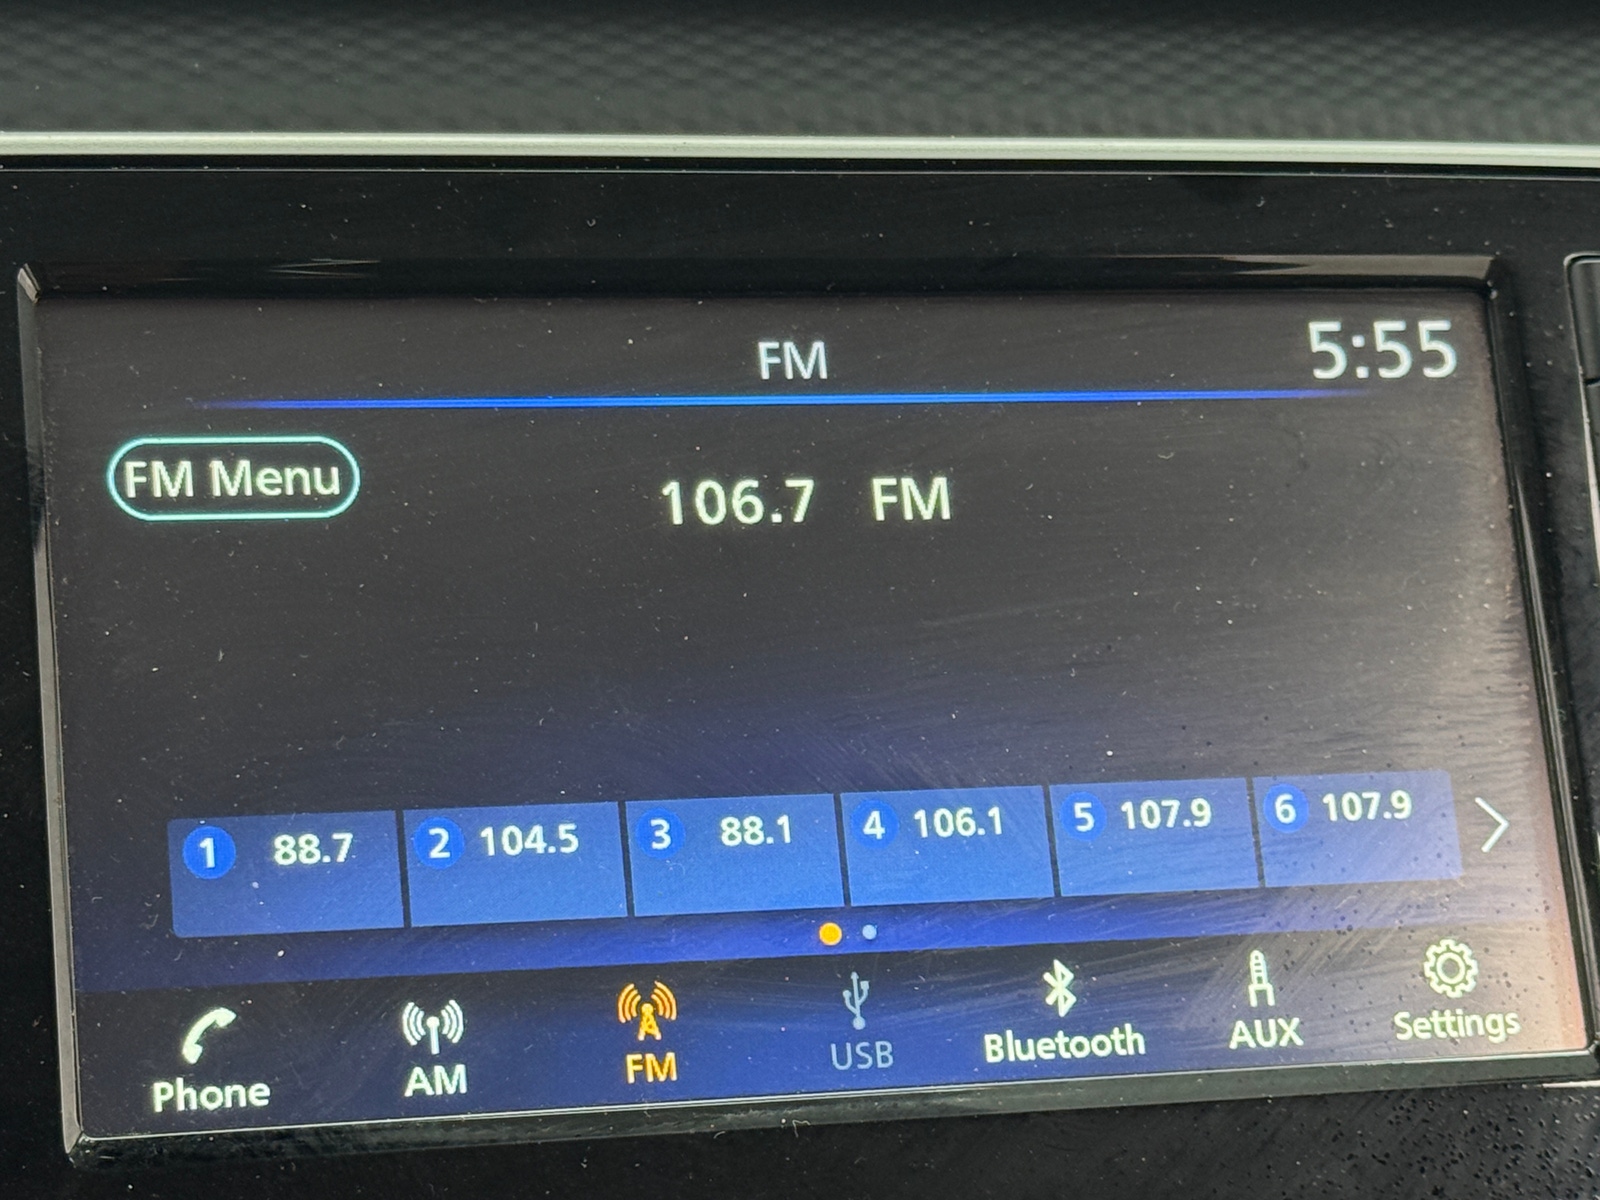 FM 5:55
FM Menu
106.7 FM
1 88.7 2 104.5 3 88.1 4 106.1 5 107.9 6 107.9
Phone AM FM USB Bluetooth AUX Settings